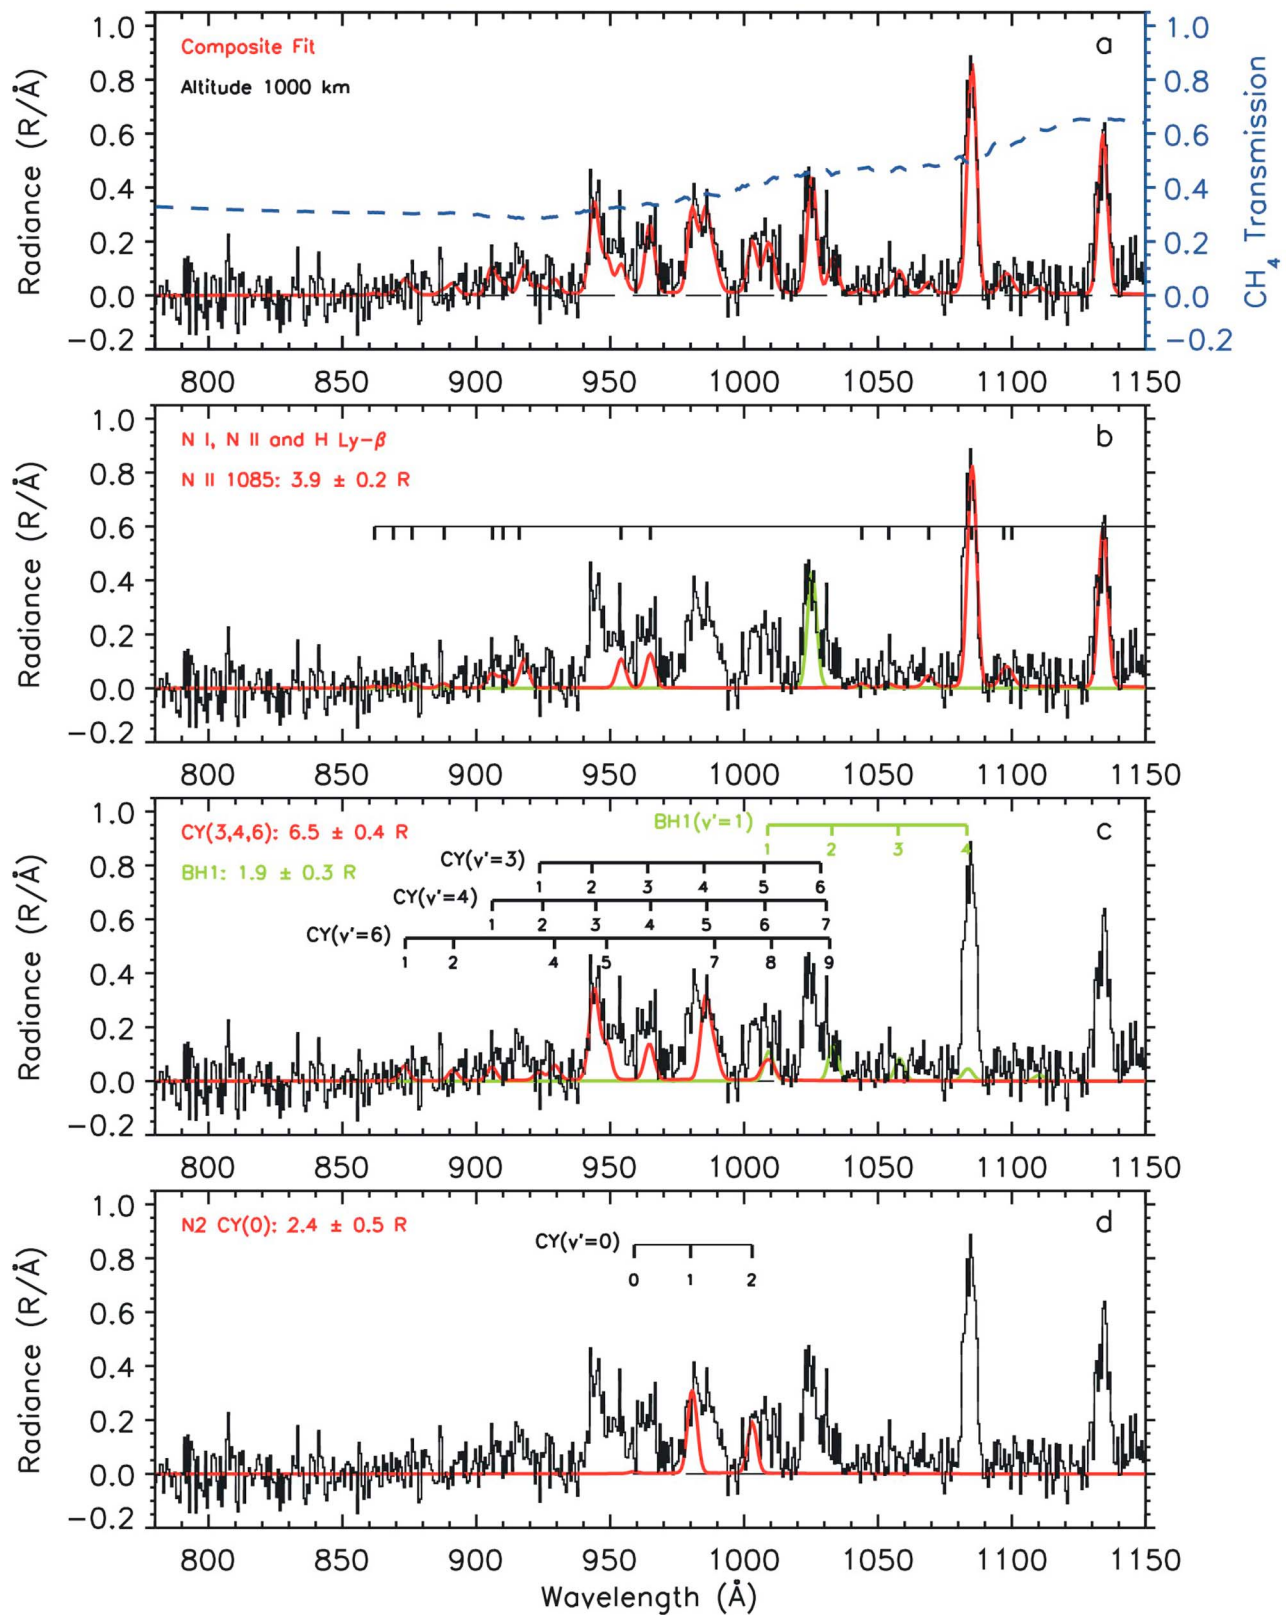 Composite Fit
Altitude 1000 km
a
Radiance (R/Å)
1.0
0.8
0.6
0.4
0.2
0.0
−0.2
1.0
0.8
0.6
0.4
0.2
0.0
−0.2
CH4 Transmission
800 850 900 950 1000 1050 1100 1150
N I, N II and H Ly−β
N II 1085: 3.9 ± 0.2 R
b
Radiance (R/Å)
1.0
0.8
0.6
0.4
0.2
0.0
−0.2
800 850 900 950 1000 1050 1100 1150
CY(3,4,6): 6.5 ± 0.4 R
BH1: 1.9 ± 0.3 R
c
BH1(v'=1)
1 2 3 4
CY(v'=3)
1 2 3 4 5 6
CY(v'=4)
1 2 3 4 5 6 7
CY(v'=6)
1 2 4 5 7 8 9
Radiance (R/Å)
1.0
0.8
0.6
0.4
0.2
0.0
−0.2
800 850 900 950 1000 1050 1100 1150
N2 CY(0): 2.4 ± 0.5 R
d
CY(v'=0)
0 1 2
Radiance (R/Å)
1.0
0.8
0.6
0.4
0.2
0.0
−0.2
800 850 900 950 1000 1050 1100 1150
Wavelength (Å)